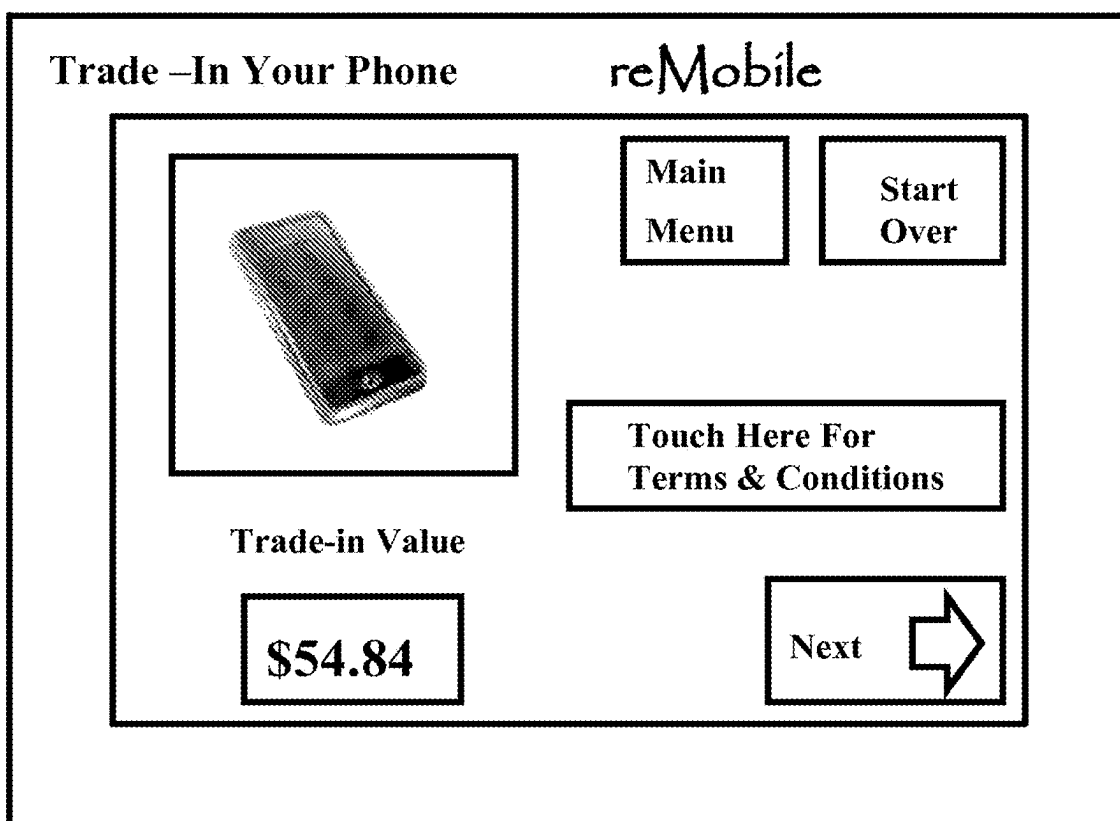 Trade –In Your Phone
reMobile
Main
Menu
Start
Over
Touch Here For
Terms & Conditions
Trade-in Value
$54.84
Next